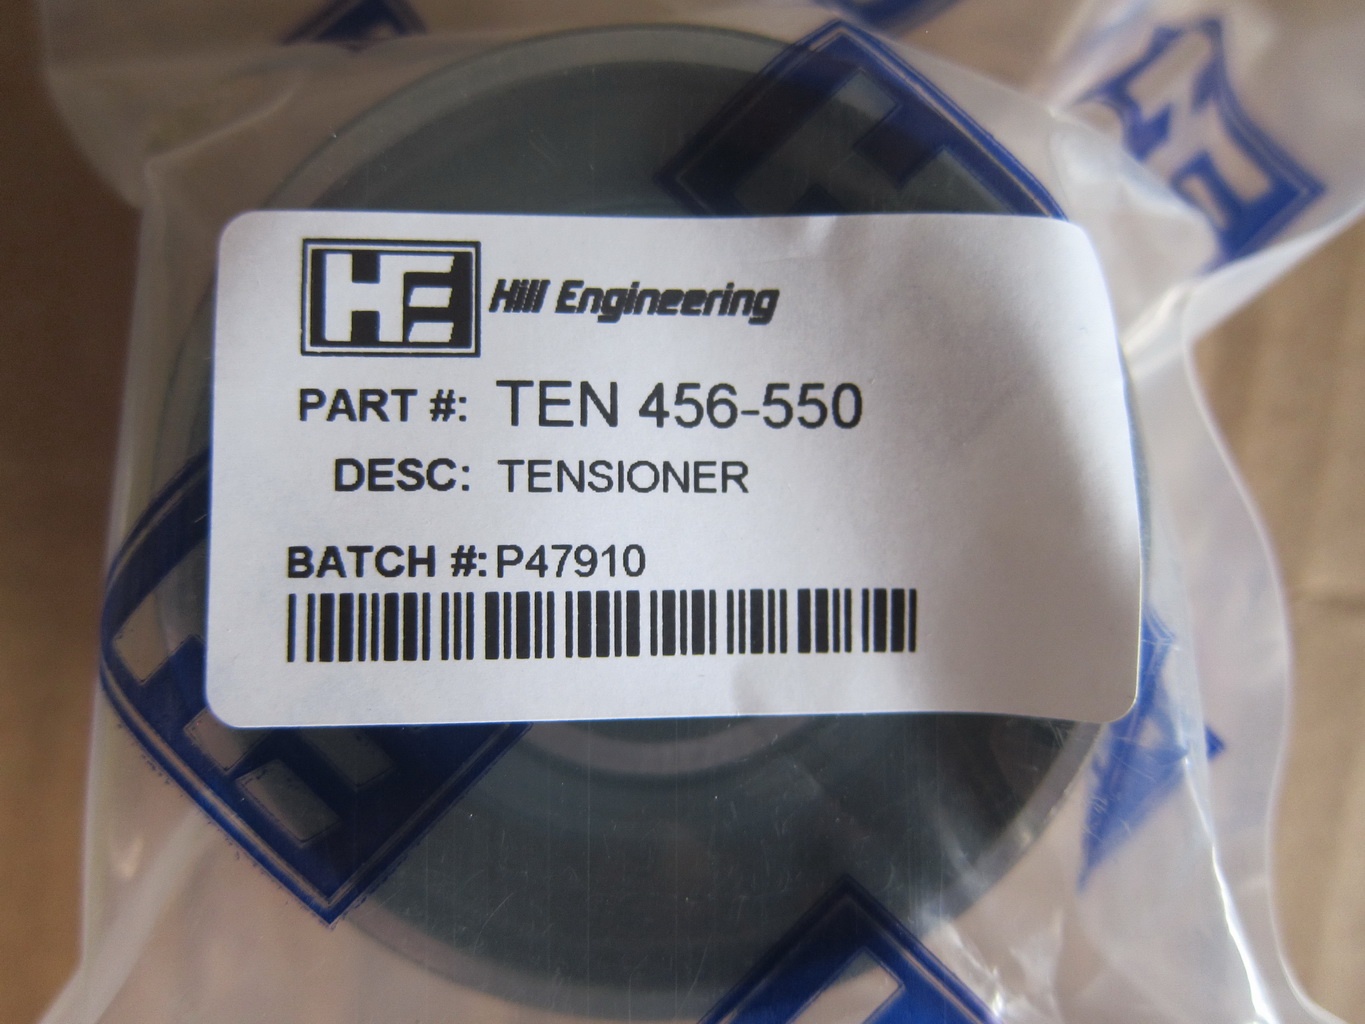 HE Hill Engineering
PART #: TEN 456-550
DESC: TENSIONER
BATCH #: P47910